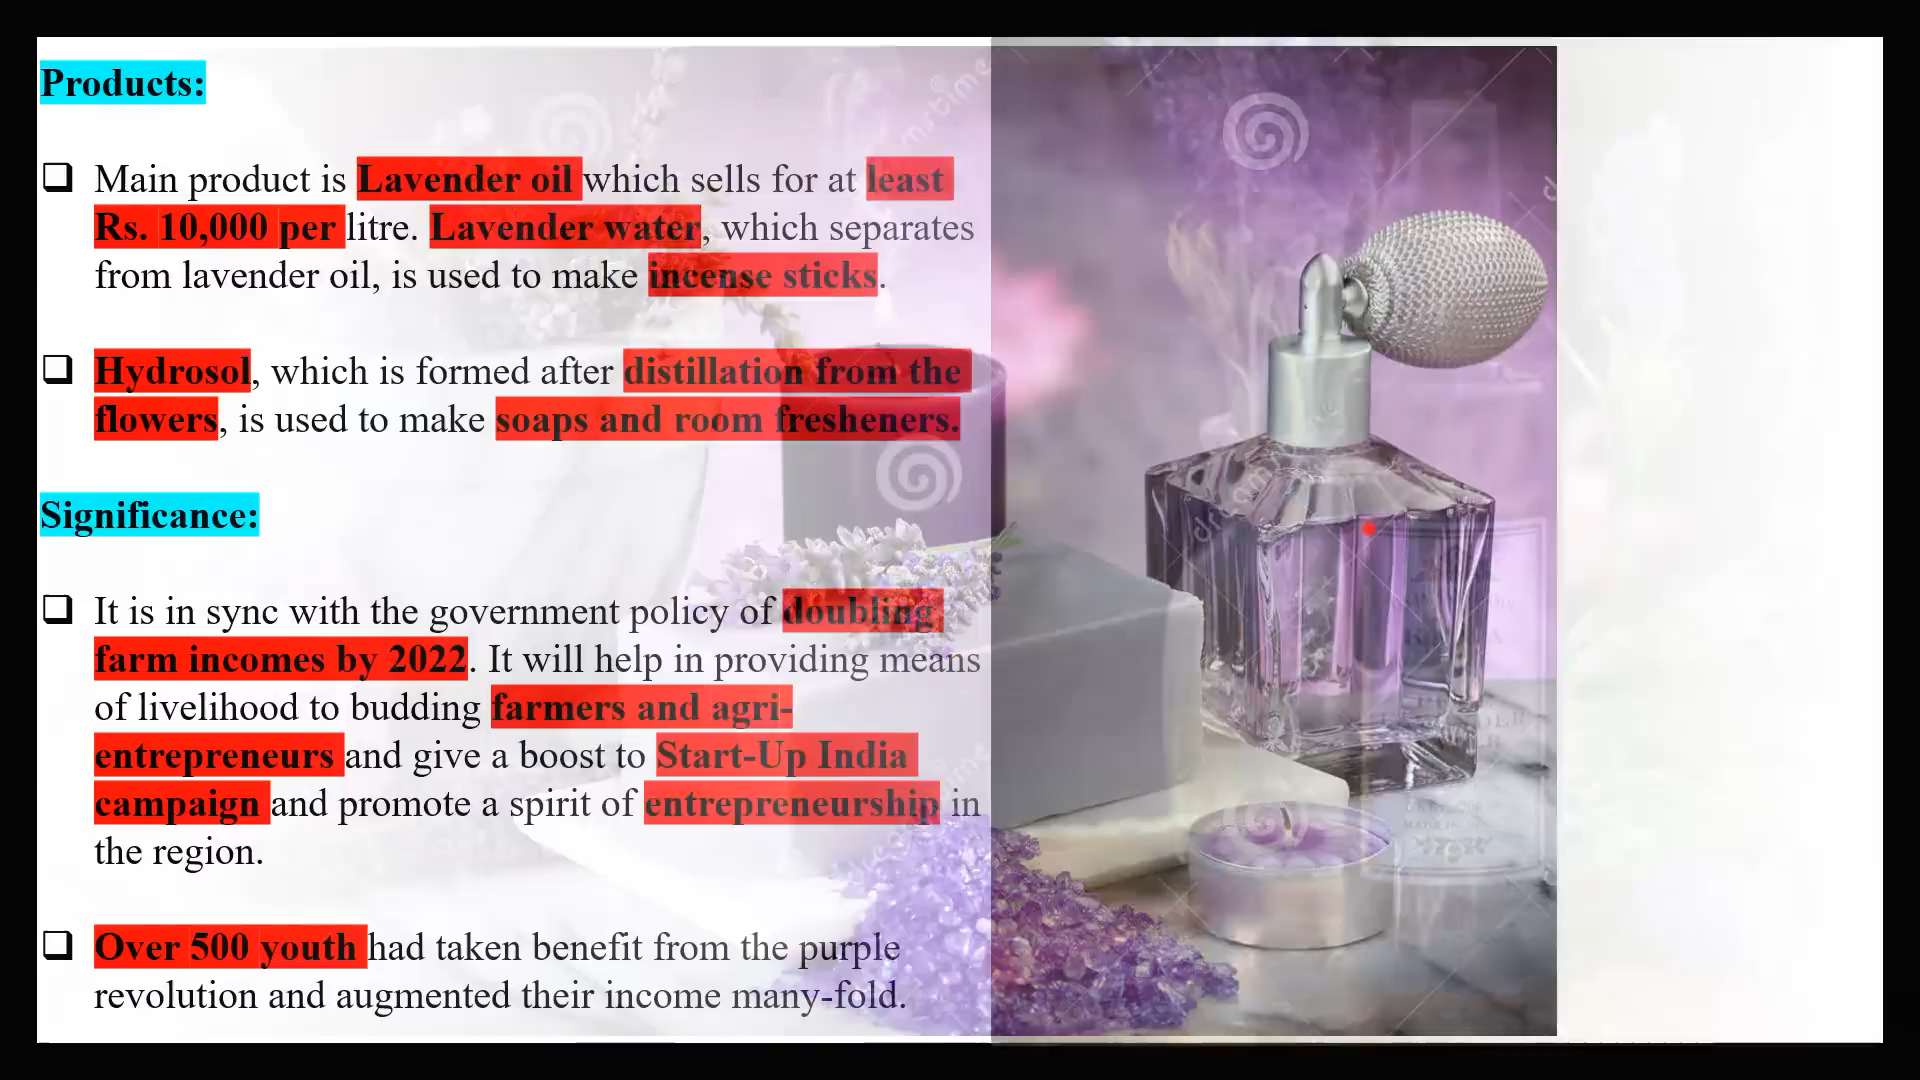 Products:
Main product is Lavender oil which sells for at least
Rs. 10,000 per litre. Lavender water, which separates
from lavender oil, is used to make incense sticks.
Hydrosol, which is formed after distillation from the
flowers, is used to make soaps and room fresheners.
Significance:
It is in sync with the government policy of doubling
farm incomes by 2022. It will help in providing means
of livelihood to budding farmers and agri-
entrepreneurs and give a boost to Start-Up India
campaign and promote a spirit of entrepreneurship in
the region.
Over 500 youth had taken benefit from the purple
revolution and augmented their income many-fold.